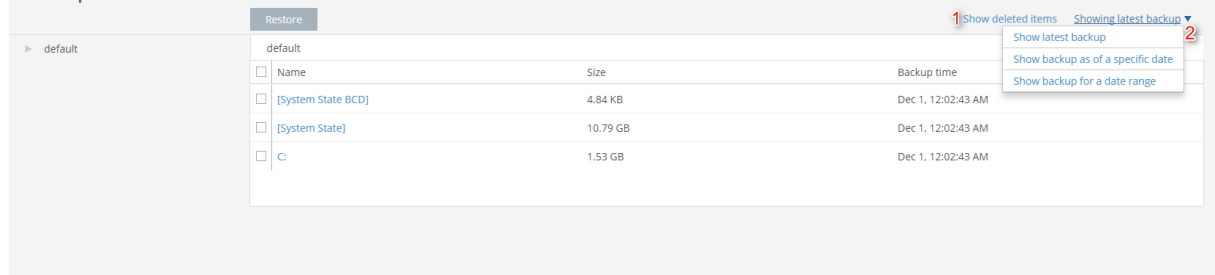 Restore
1 Show deleted items Showing latest backup ▼ 2
Show latest backup
Show backup as of a specific date
Show backup for a date range
default
default
Name Size Backup time
[System State BCD] 4.84 KB Dec 1, 12:02:43 AM
[System State] 10.79 GB Dec 1, 12:02:43 AM
C: 1.53 GB Dec 1, 12:02:43 AM